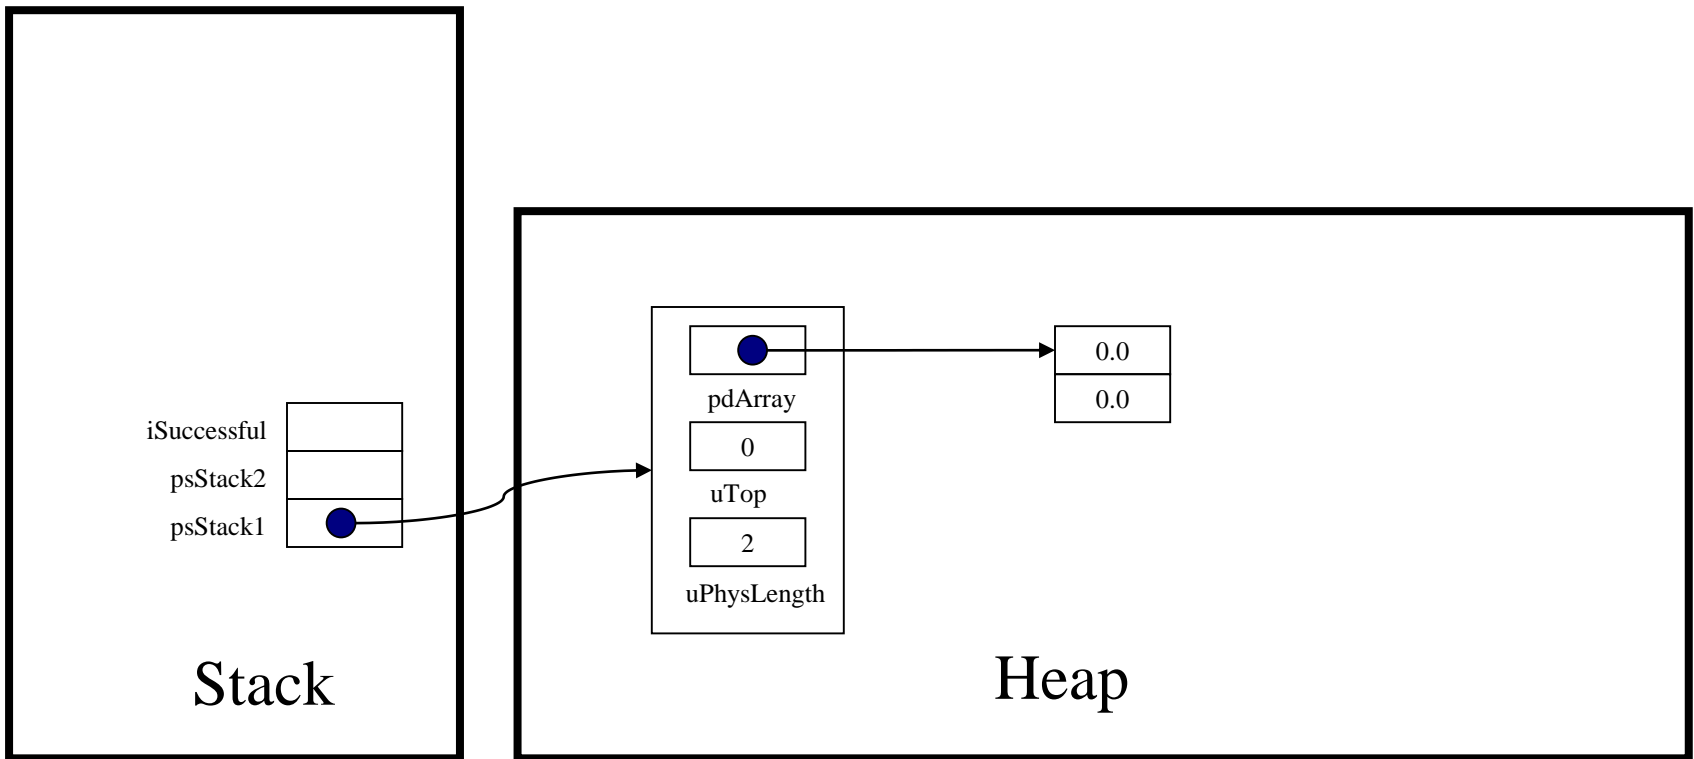 iSuccessful
psStack2
psStack1
Stack
pdArray
0
uTop
2
uPhysLength
0.0
0.0
Heap